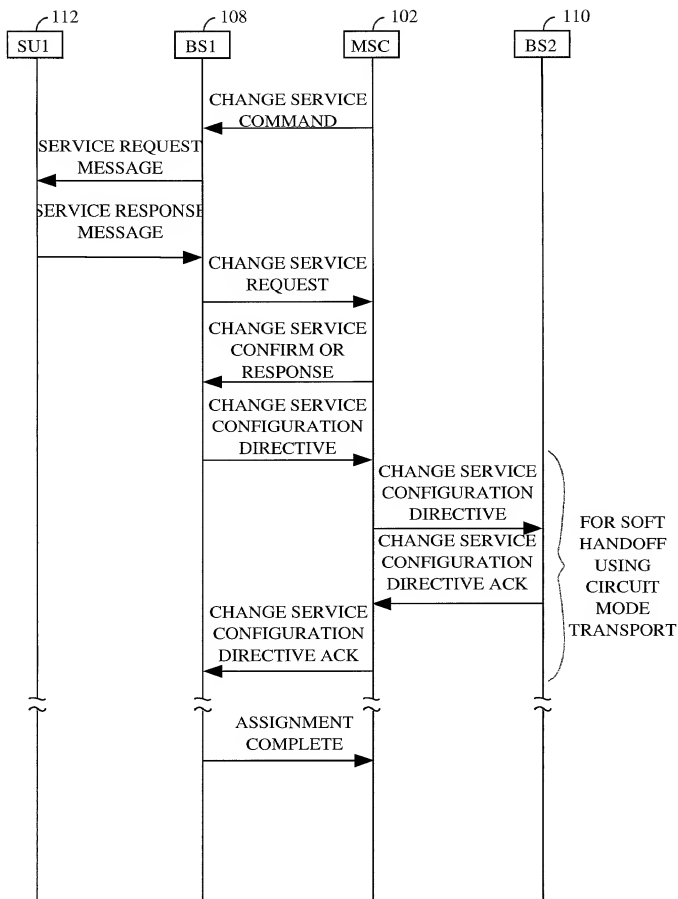 112
108
102
110
SU1
BS1
MSC
BS2
CHANGE SERVICE
COMMAND
SERVICE REQUEST
MESSAGE
SERVICE RESPONSE
MESSAGE
CHANGE SERVICE
REQUEST
CHANGE SERVICE
CONFIRM OR
RESPONSE
CHANGE SERVICE
CONFIGURATION
DIRECTIVE
CHANGE SERVICE
CONFIGURATION
DIRECTIVE
CHANGE SERVICE
CONFIGURATION
DIRECTIVE ACK
FOR SOFT
HANDOFF
USING
CIRCUIT
MODE
TRANSPORT
CHANGE SERVICE
CONFIGURATION
DIRECTIVE ACK
ASSIGNMENT
COMPLETE